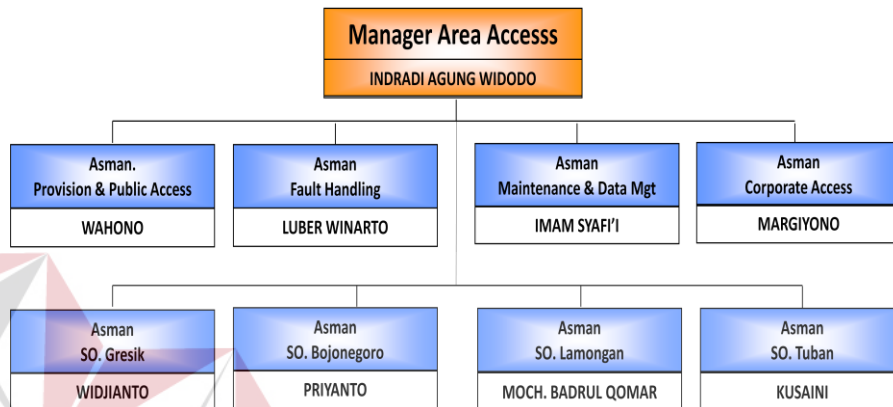 Manager Area Accesss
INDRADI AGUNG WIDODO
Asman.
Provision & Public Access
WAHONO
Asman
Fault Handling
LUBER WINARTO
Asman
Maintenance & Data Mgt
IMAM SYAFI'I
Asman
Corporate Access
MARGIYONO
Asman
SO. Gresik
WIDJIANTO
Asman
SO. Bojonegoro
PRIYANTO
Asman
SO. Lamongan
MOCH. BADRUL QOMAR
Asman
SO. Tuban
KUSAINI